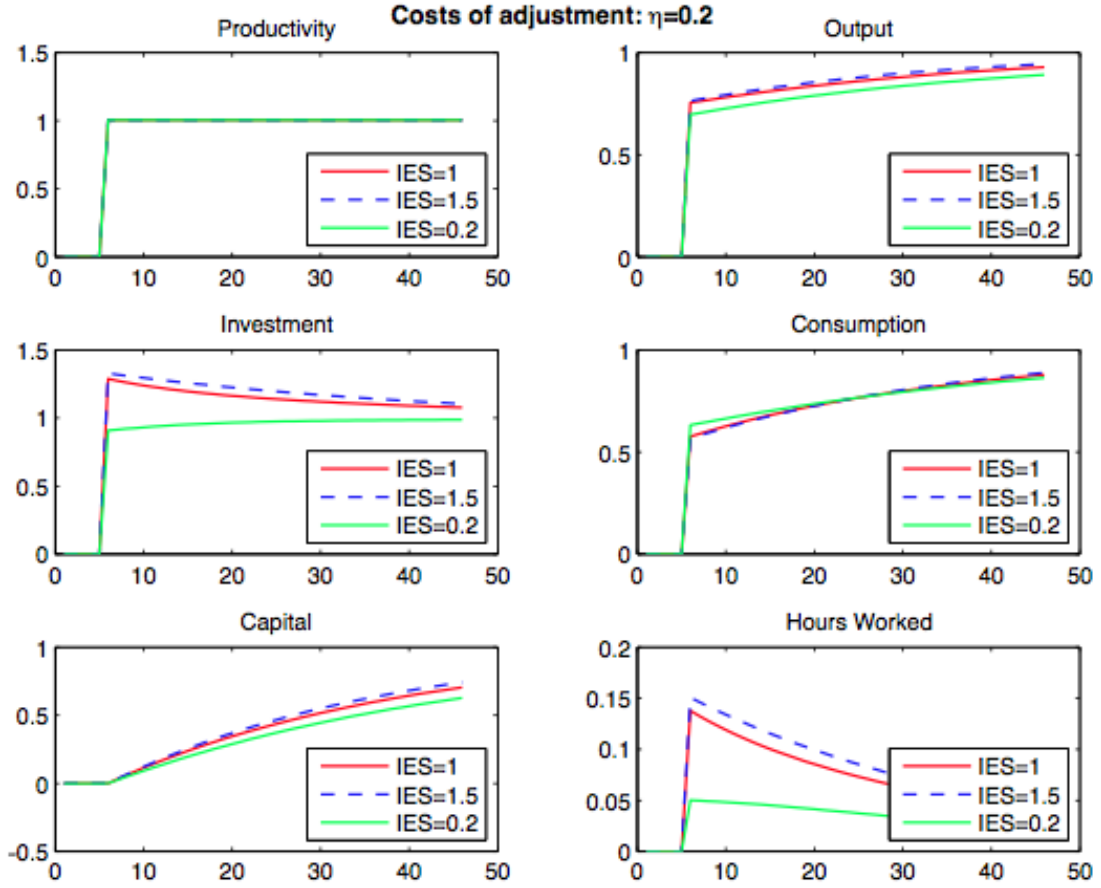 Costs of adjustment: η=0.2
Productivity
1.5
1
0.5
0
0 10 20 30 40 50
IES=1
IES=1.5
IES=0.2
Output
1
0.5
0
0 10 20 30 40 50
IES=1
IES=1.5
IES=0.2
Investment
1.5
1
0.5
0
0 10 20 30 40 50
IES=1
IES=1.5
IES=0.2
Consumption
1
0.5
0
0 10 20 30 40 50
IES=1
IES=1.5
IES=0.2
Capital
1
0.5
0
-0.5
0 10 20 30 40 50
IES=1
IES=1.5
IES=0.2
Hours Worked
0.2
0.15
0.1
0.05
0
0 10 20 30 40 50
IES=1
IES=1.5
IES=0.2